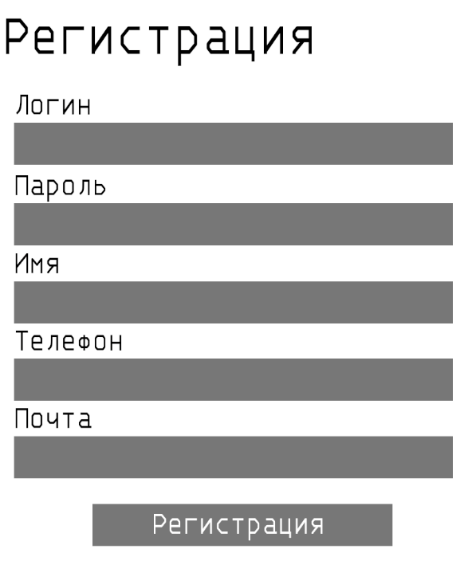 Регистрация
Логин
Пароль
Имя
Телефон
Почта
Регистрация